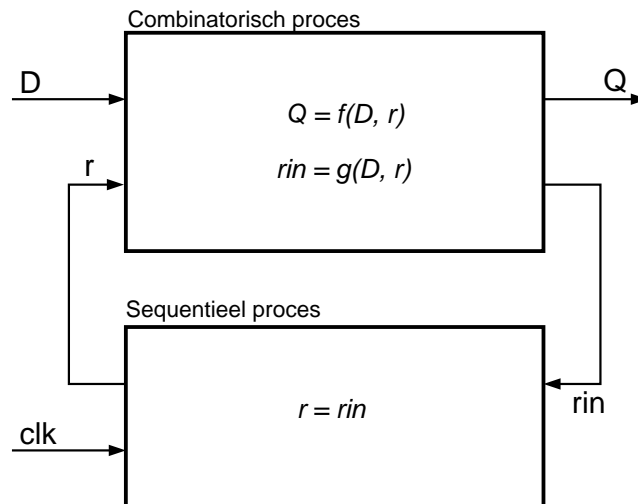 Combinatorisch proces
D
Q
Q = f(D, r)
r
rin = g(D, r)
Sequentieel proces
r = rin
rin
clk